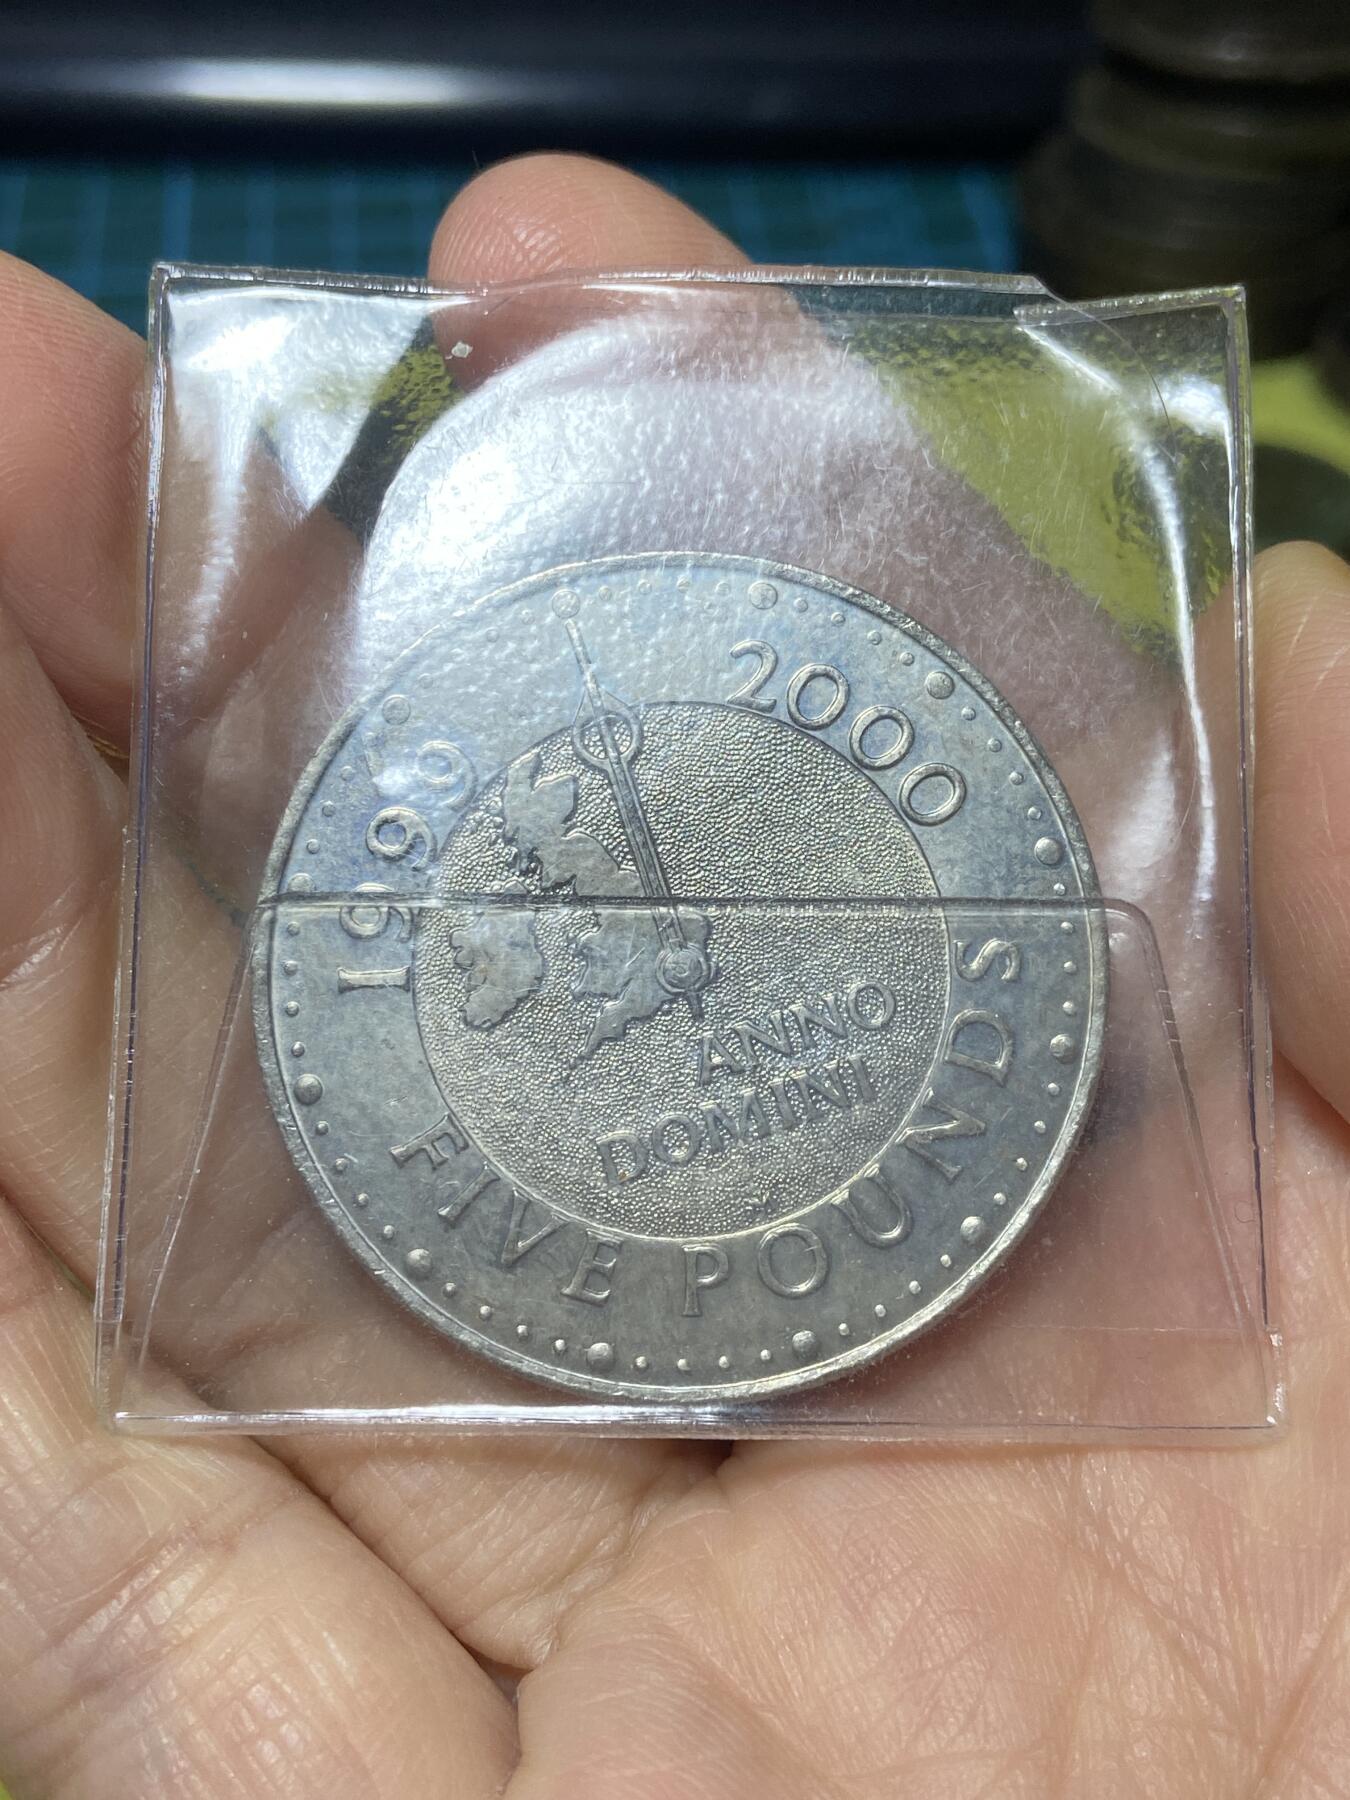 1999
2000
ANNO
DOMINI
FIVE POUNDS